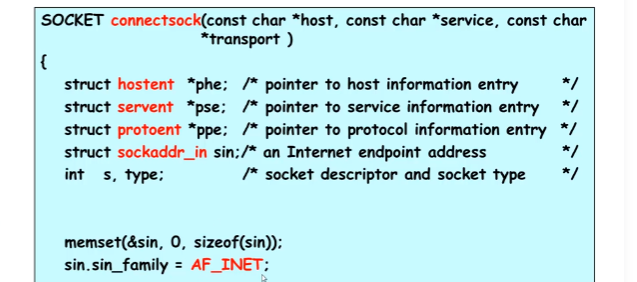 SOCKET connectsock(const char *host, const char *service, const char
*transport )
{
struct hostent *phe; /* pointer to host information entry */
struct servent *pse; /* pointer to service information entry */
struct protoent *ppe; /* pointer to protocol information entry */
struct sockaddr_in sin;/* an Internet endpoint address */
int s, type; /* socket descriptor and socket type */
memset(&sin, 0, sizeof(sin));
sin.sin_family = AF_INET;